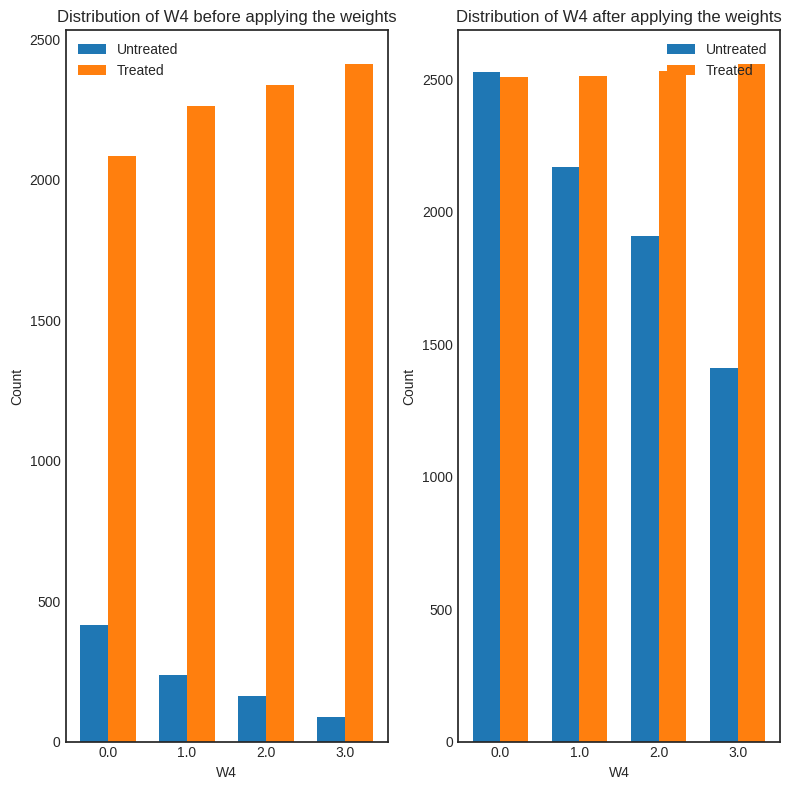 Distribution of W4 before applying the weights
Untreated
Treated
2500
2000
1500
1000
500
0
Count
0.0 1.0 2.0 3.0
W4
Distribution of W4 after applying the weights
Untreated
Treated
2500
2000
1500
1000
500
0
Count
0.0 1.0 2.0 3.0
W4